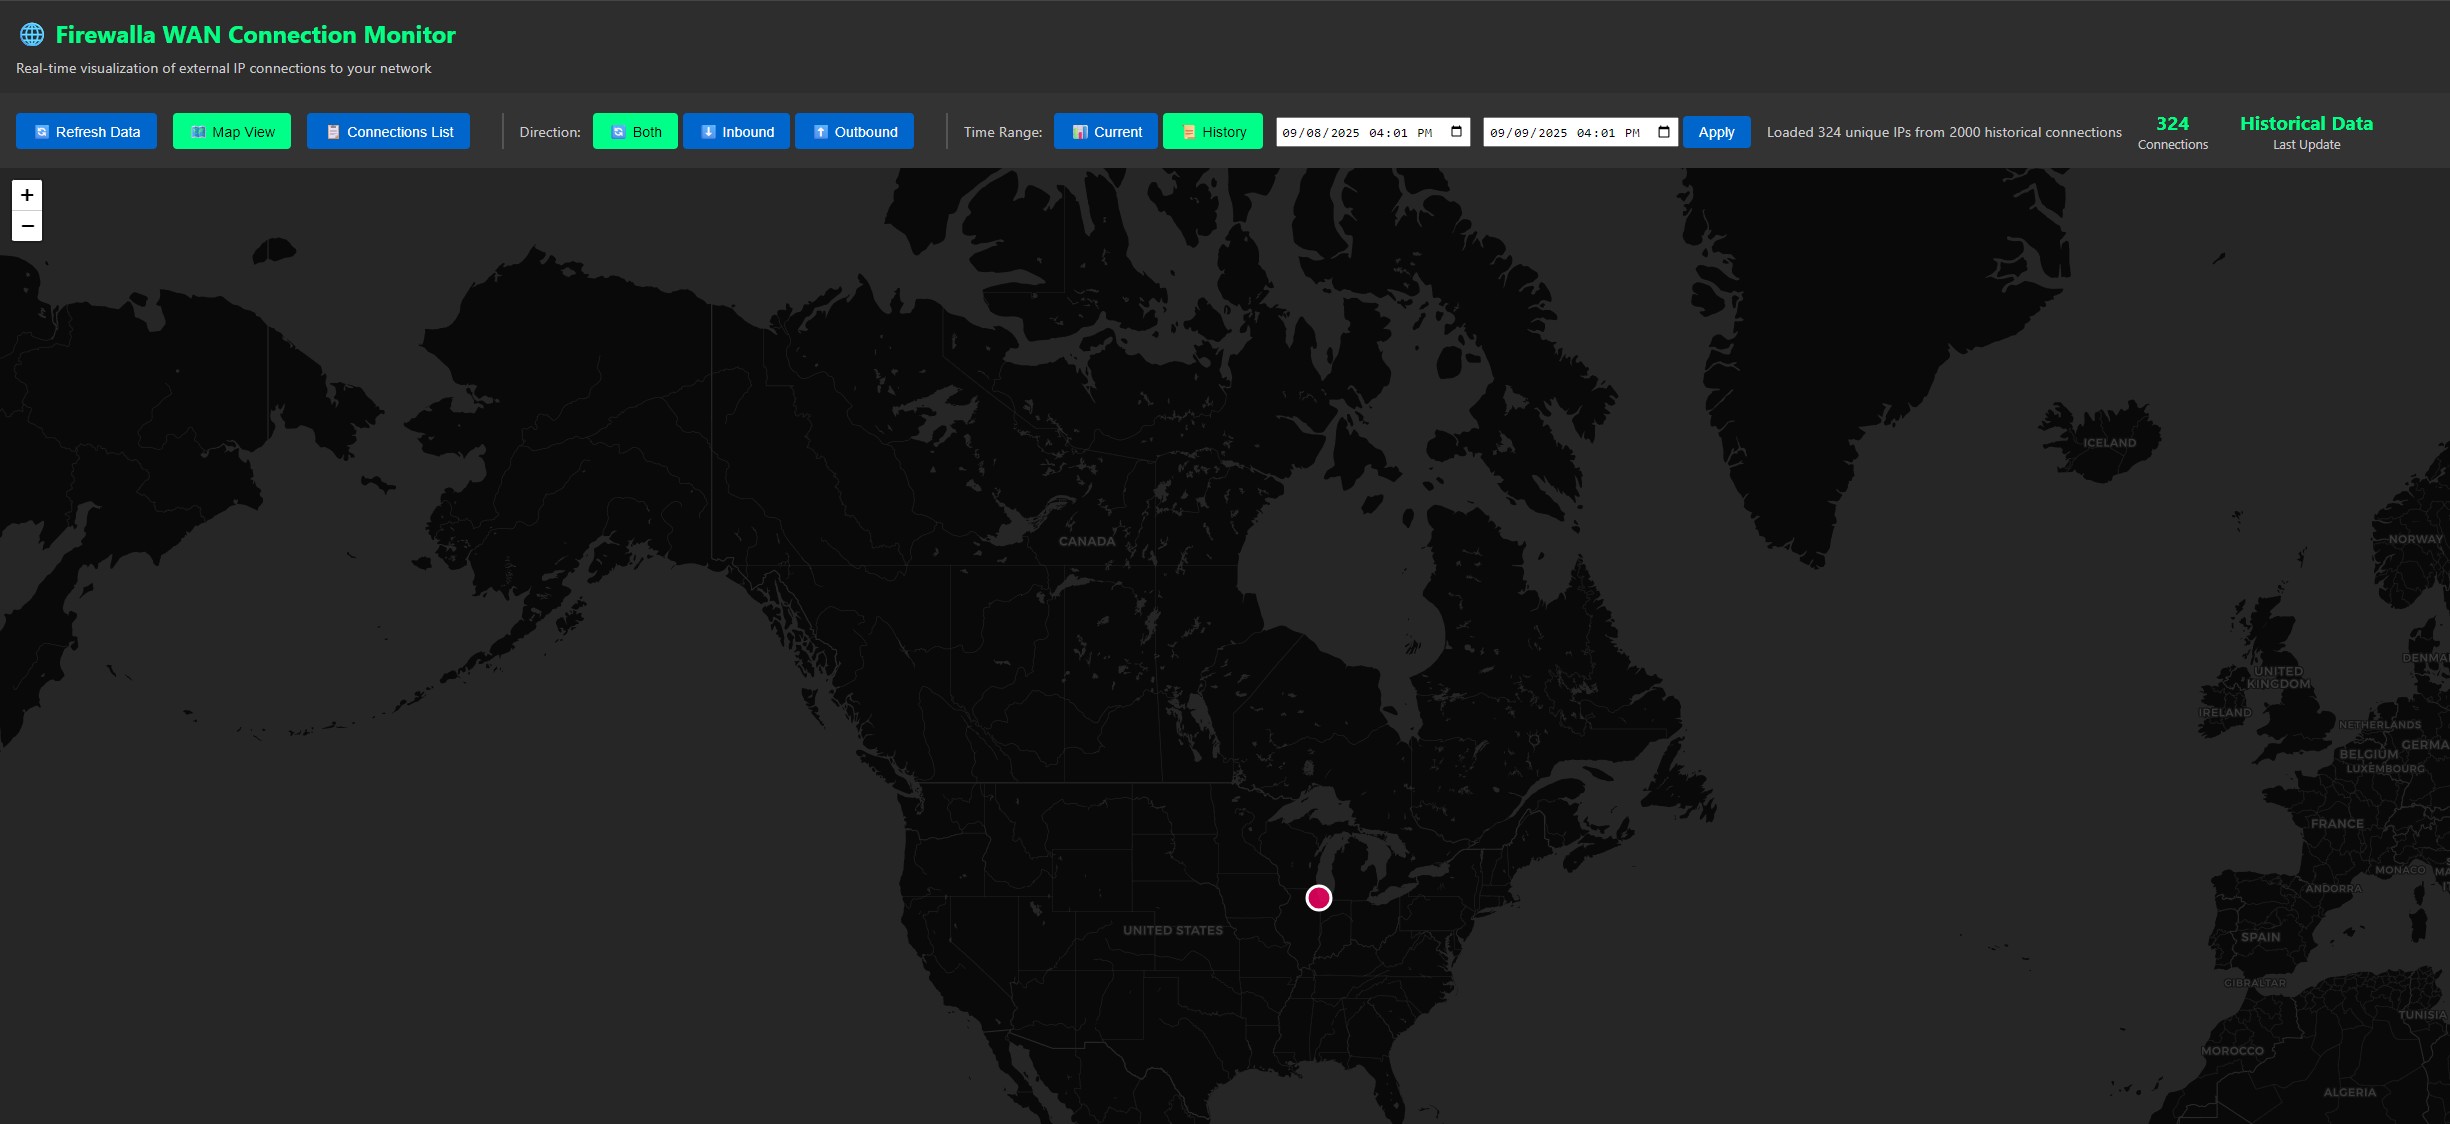 Firewalla WAN Connection Monitor
Real-time visualization of external IP connections to your network
Refresh Data
Map View
Connections List
Direction:
Both
Inbound
Outbound
Time Range:
Current
History
09/08/2025 04:01 PM
09/09/2025 04:01 PM
Apply
Loaded 324 unique IPs from 2000 historical connections
324
Connections
Historical Data
Last Update
+
−
ICELAND
NORWAY
CANADA
DENMA
UNITED
KINGDOM
IRELAND
NETHERLANDS
GERMA
BELGIUM
LUXEMBOURG
FRANCE
MONACO
ANDORRA
UNITED STATES
SPAIN
GIBRALTAR
TUNISIA
MOROCCO
ALGERIA